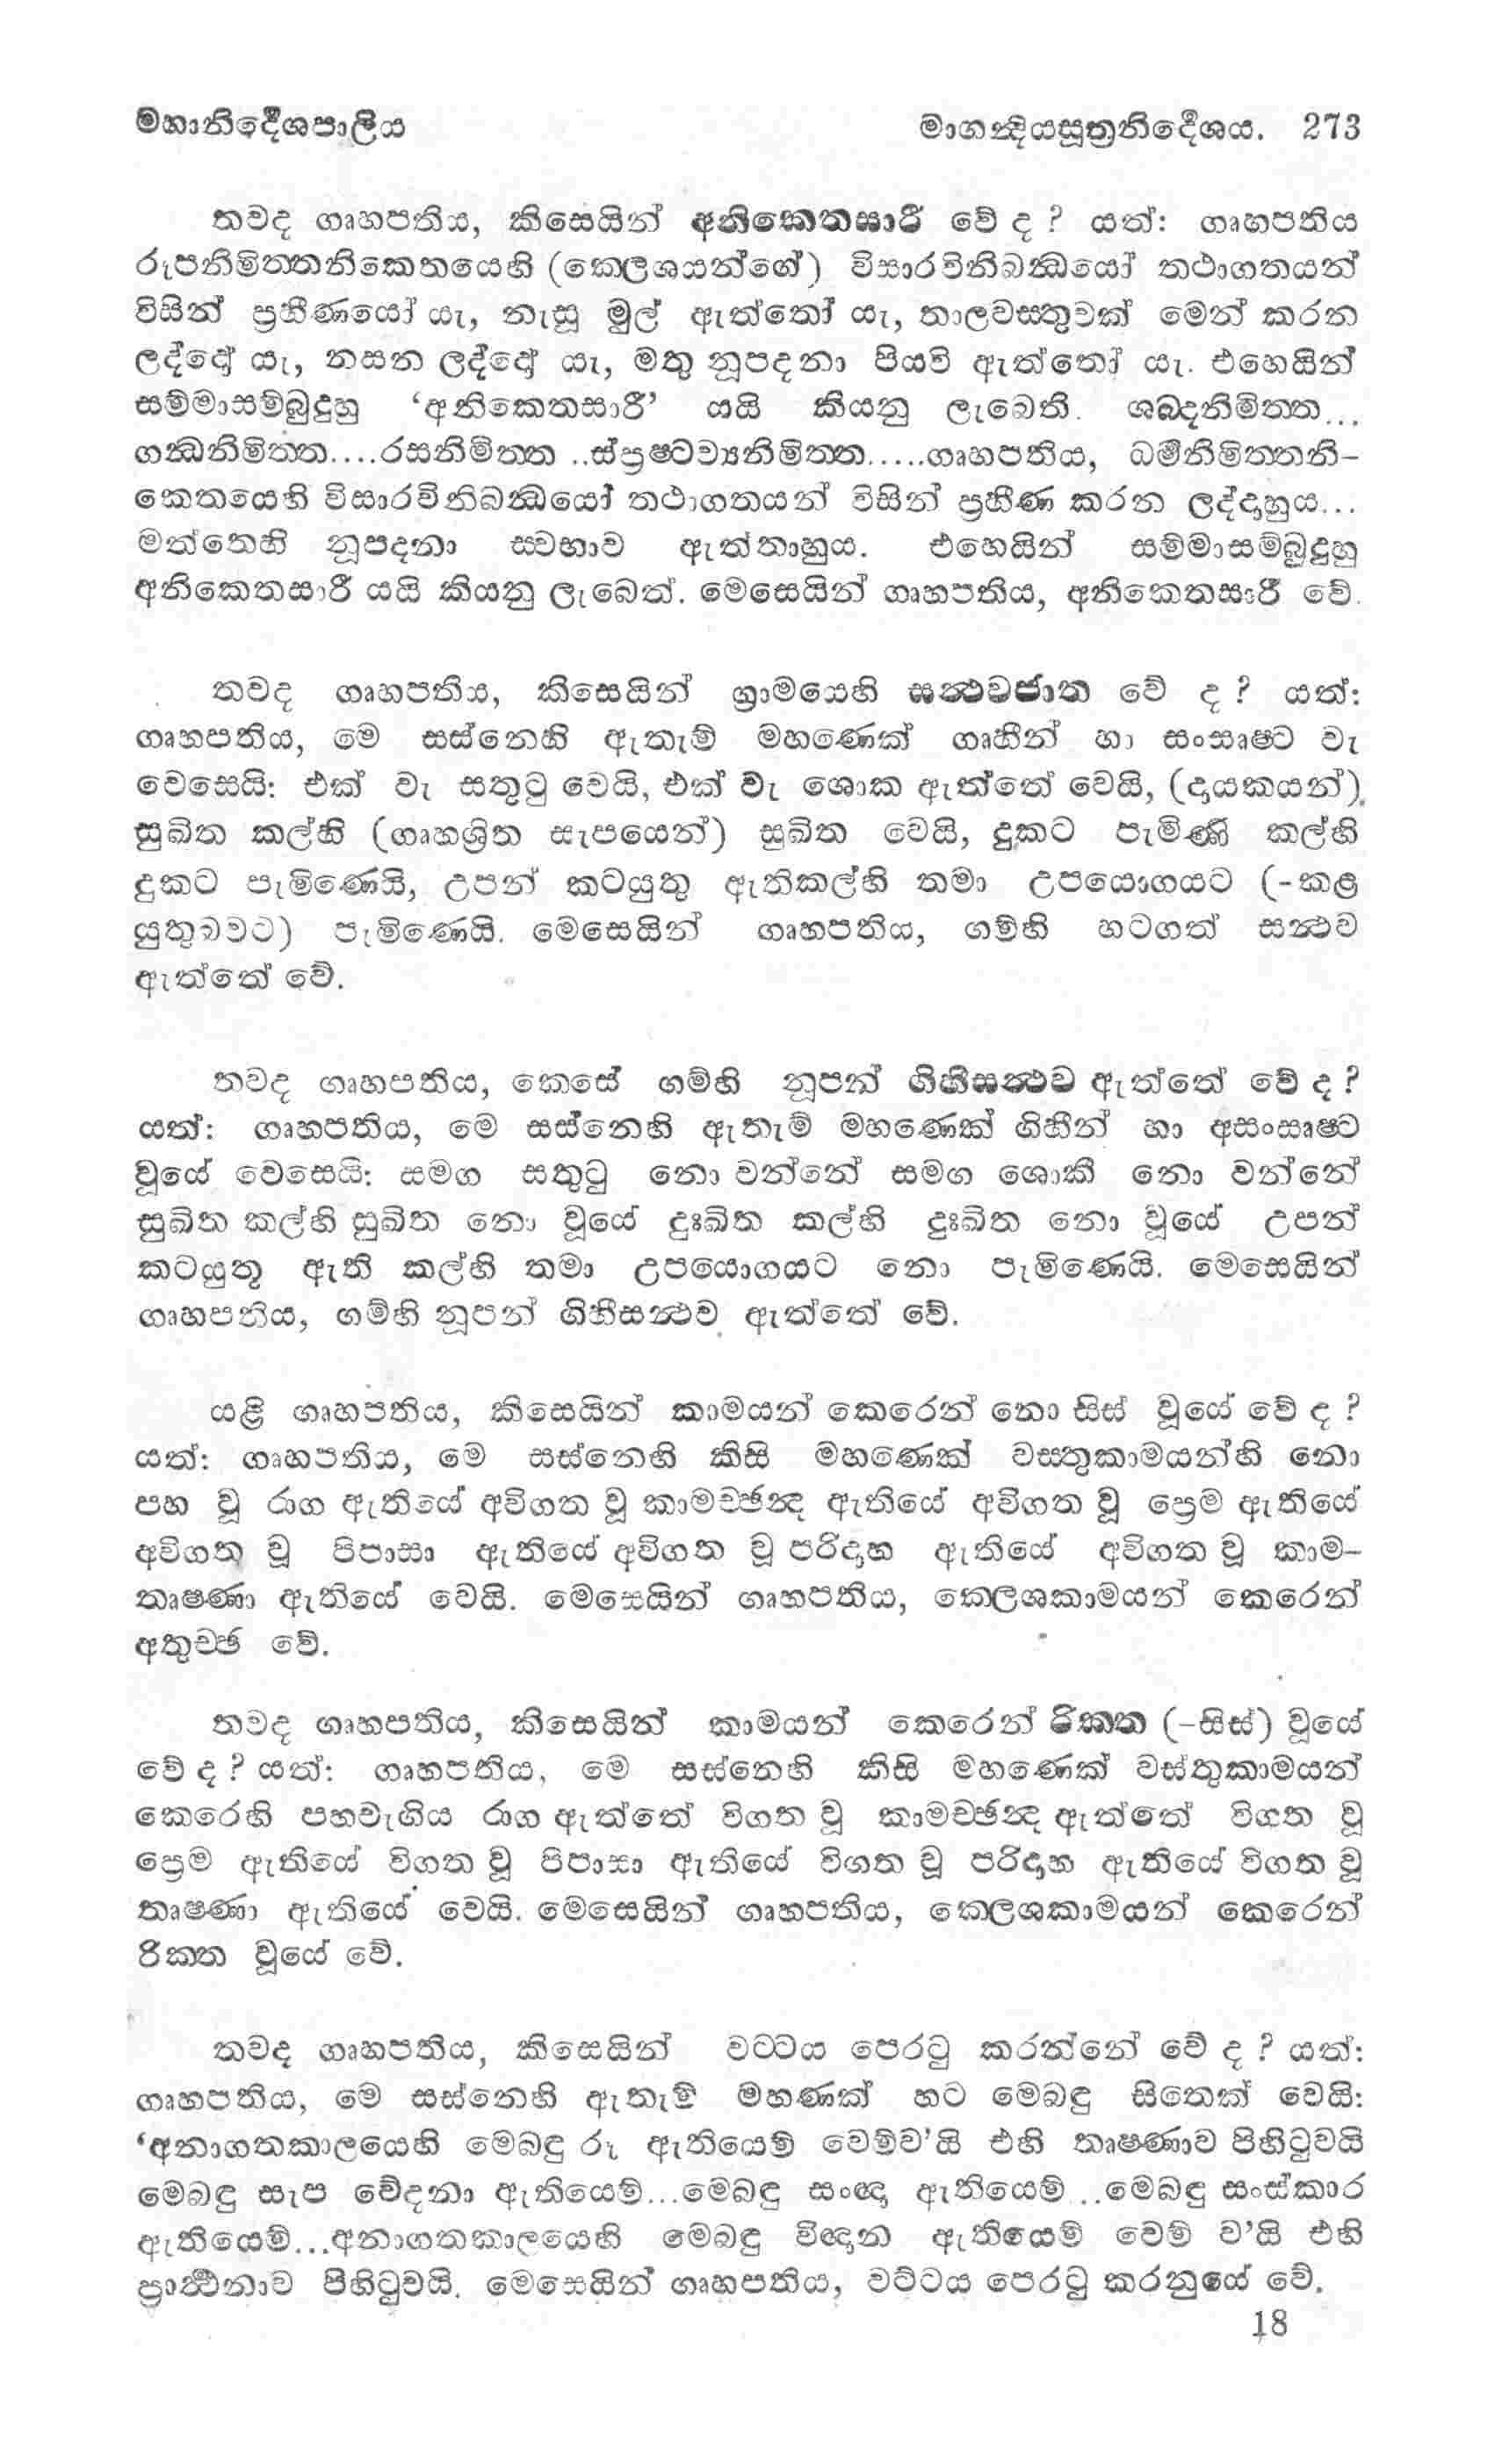 මහානිර්දේශපාලිය මාගන්දියසූත්‍රනිර්දේශය. 273
තවද ගෘහපතිය, කිසෙයින් අනිකෙතසාරී වේ ද? යත්: ගෘහපතිය
රූපනිමිත්තනිකෙතයෙහි (ක්ලෙශයන්ගේ) විසාරවිනිබන්ධයෝ තථාගතයන්
විසින් ප්‍රහීණයෝ යැ, නැසූ මුල් ඇත්තෝ යැ, තාලවස්තුවක් මෙන් කරන
ලද්දෝ යැ, නසන ලද්දෝ යැ, මතු නූපදනා පියවි ඇත්තෝ යැ. එහෙයින්
සම්මාසම්බුදුහු ‘අනිකෙතසාරී’ යයි කියනු ලැබෙති. ශබ්දනිමිත්ත...
ගන්ධනිමිත්ත....රසනිමිත්ත ..ස්ප්‍රෂ්ටව්‍යනිමිත්ත.....ගෘහපතිය, ධර්මනිමිත්තනි-
කෙතයෙහි විසාරවිනිබන්ධයෝ තථාගතයන් විසින් ප්‍රහීණ කරන ලද්දාහුය...
මත්තෙහි නූපදනා ස්වභාව ඇත්තාහුය. එහෙයින් සම්මාසම්බුදුහු
අනිකෙතසාරී යයි කියනු ලැබෙත්. මෙසෙයින් ගෘහපතිය, අනිකෙතසාරී වේ.
තවද ගෘහපතිය, කිසෙයින් ග්‍රාමයෙහි සන්ථවජාත වේ ද? යත්:
ගෘහපතිය, මෙ සස්නෙහි ඇතැම් මහණෙක් ගෘහීන් හා සංසෘෂ්ට වැ
වෙසෙයි: එක් වැ සතුටු වෙයි, එක් වැ ශොක ඇත්තේ වෙයි, (දායකයන්)
සුඛිත කල්හි (ගෘහශ්‍රිත සැපයෙන්) සුඛිත වෙයි, දුකට පැමිණි කල්හි
දුකට පැමිණෙයි, උපන් කටයුතු ඇතිකල්හි තමා උපයොගයට (-කළ
යුතුබවට) පැමිණෙයි. මෙසෙයින් ගෘහපතිය, ගම්හි හටගත් සන්ථව
ඇත්තේ වේ.
තවද ගෘහපතිය, කෙසේ ගම්හි නූපන් ගිහිසන්ථව ඇත්තේ වේ ද?
යත්: ගෘහපතිය, මෙ සස්නෙහි ඇතැම් මහණෙක් ගිහීන් හා අසංසෘෂ්ට
වූයේ වෙසෙයි: සමග සතුටු නො වන්නේ සමග ශොකී නො වන්නේ
සුඛිත කල්හි සුඛිත නො වූයේ දුඃඛිත කල්හි දුඃඛිත නො වූයේ උපන්
කටයුතු ඇති කල්හි තමා උපයොගයට නො පැමිණෙයි. මෙසෙයින්
ගෘහපතිය, ගම්හි නූපන් ගිහිසන්ථව ඇත්තේ වේ.
යළි ගෘහපතිය, කිසෙයින් කාමයන් කෙරෙන් නො සිස් වූයේ වේ ද?
යත්: ගෘහපතිය, මෙ සස්නෙහි කිසි මහණෙක් වස්තුකාමයන්හි නො
පහ වූ රාග ඇතියේ අවිගත වූ කාමච්ඡන්ද ඇතියේ අවිගත වූ ප්‍රෙම ඇතියේ
අවිගත වූ පිපාසා ඇතියේ අවිගත වූ පරිදාහ ඇතියේ අවිගත වූ කාම-
තෘෂ්ණා ඇතියේ වෙයි. මෙසෙයින් ගෘහපතිය, ක්ලෙශකාමයන් කෙරෙන්
අතුච්ඡ වේ.
තවද ගෘහපතිය, කිසෙයින් කාමයන් කෙරෙන් රික්ත (-සිස්) වූයේ
වේ ද? යත්: ගෘහපතිය, මෙ සස්නෙහි කිසි මහණෙක් වස්තුකාමයන්
කෙරෙහි පහවැගිය රාග ඇත්තේ විගත වූ කාමච්ඡන්ද ඇත්තේ විගත වූ
ප්‍රෙම ඇතියේ විගත වූ පිපාසා ඇතියේ විගත වූ පරිදාහ ඇතියේ විගත වූ
තෘෂ්ණා ඇතියේ වෙයි. මෙසෙයින් ගෘහපතිය, ක්ලෙශකාමයන් කෙරෙන්
රික්ත වූයේ වේ.
තවද ගෘහපතිය, කිසෙයින් වට්ටය පෙරටු කරන්නේ වේ ද? යත්:
ගෘහපතිය, මෙ සස්නෙහි ඇතැම් මහණක් හට මෙබඳු සිතෙක් වෙයි:
‘අනාගතකාලයෙහි මෙබඳු රූ ඇතියෙම් වෙම්ව’යි එහි තෘෂ්ණාව පිහිටුවයි
මෙබඳු සැප වේදනා ඇතියෙම්...මෙබඳු සංඥා ඇතියෙම් ..මෙබඳු සංස්කාර
ඇතියෙම්...අනාගතකාලයෙහි මෙබඳු විඥාන ඇතියෙම් වෙම් ව’යි එහි
ප්‍රාර්ත්‍ථනාව පිහිටුවයි. මෙසෙයින් ගෘහපතිය, වට්ටය පෙරටු කරනුයේ වේ.
18